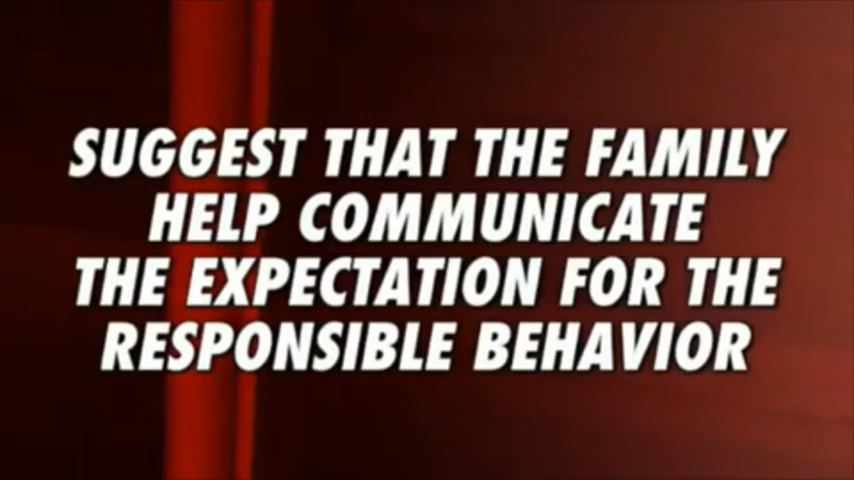 SUGGEST THAT THE FAMILY
HELP COMMUNICATE
THE EXPECTATION FOR THE
RESPONSIBLE BEHAVIOR